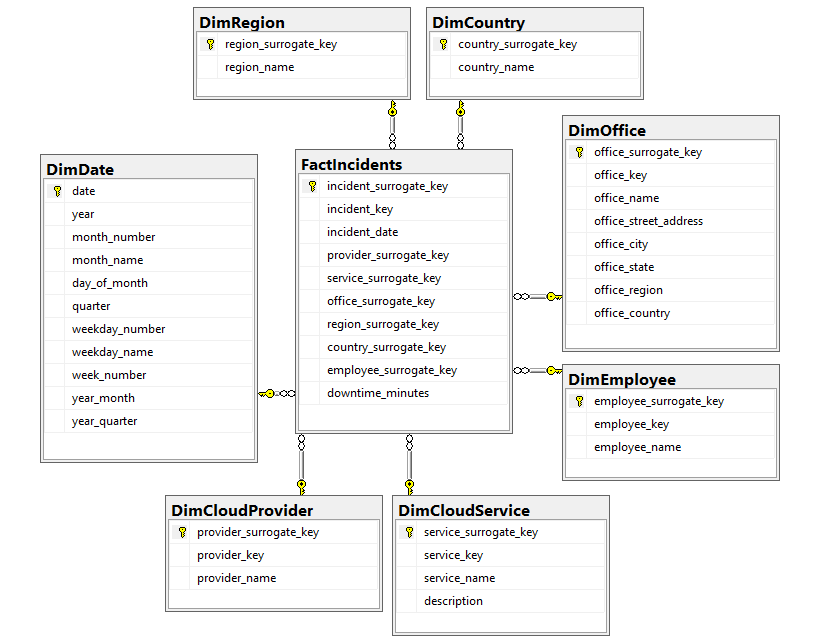 DimRegion
region_surrogate_key
region_name
DimCountry
country_surrogate_key
country_name
DimDate
date
year
month_number
month_name
day_of_month
quarter
weekday_number
weekday_name
week_number
year_month
year_quarter
FactIncidents
incident_surrogate_key
incident_key
incident_date
provider_surrogate_key
service_surrogate_key
office_surrogate_key
region_surrogate_key
country_surrogate_key
employee_surrogate_key
downtime_minutes
DimOffice
office_surrogate_key
office_key
office_name
office_street_address
office_city
office_state
office_region
office_country
DimEmployee
employee_surrogate_key
employee_key
employee_name
DimCloudProvider
provider_surrogate_key
provider_key
provider_name
DimCloudService
service_surrogate_key
service_key
service_name
description